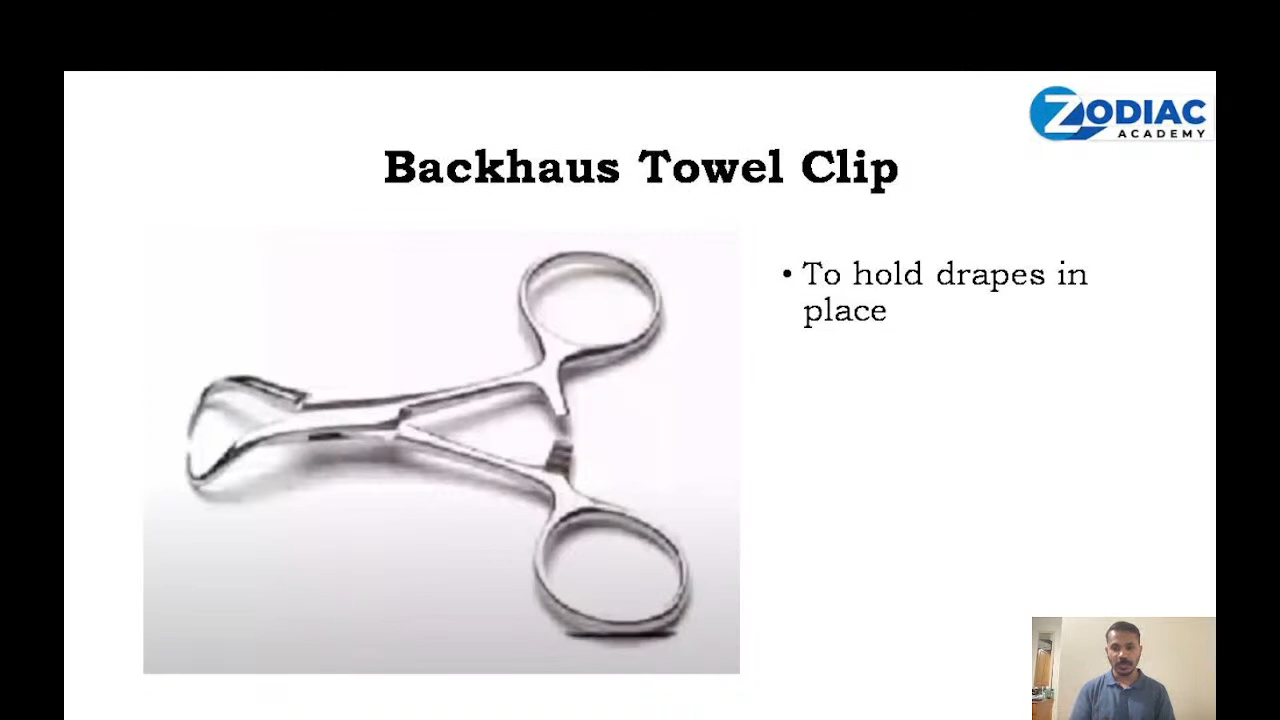 ZODIAC
ACADEMY
Backhaus Towel Clip
• To hold drapes in
place